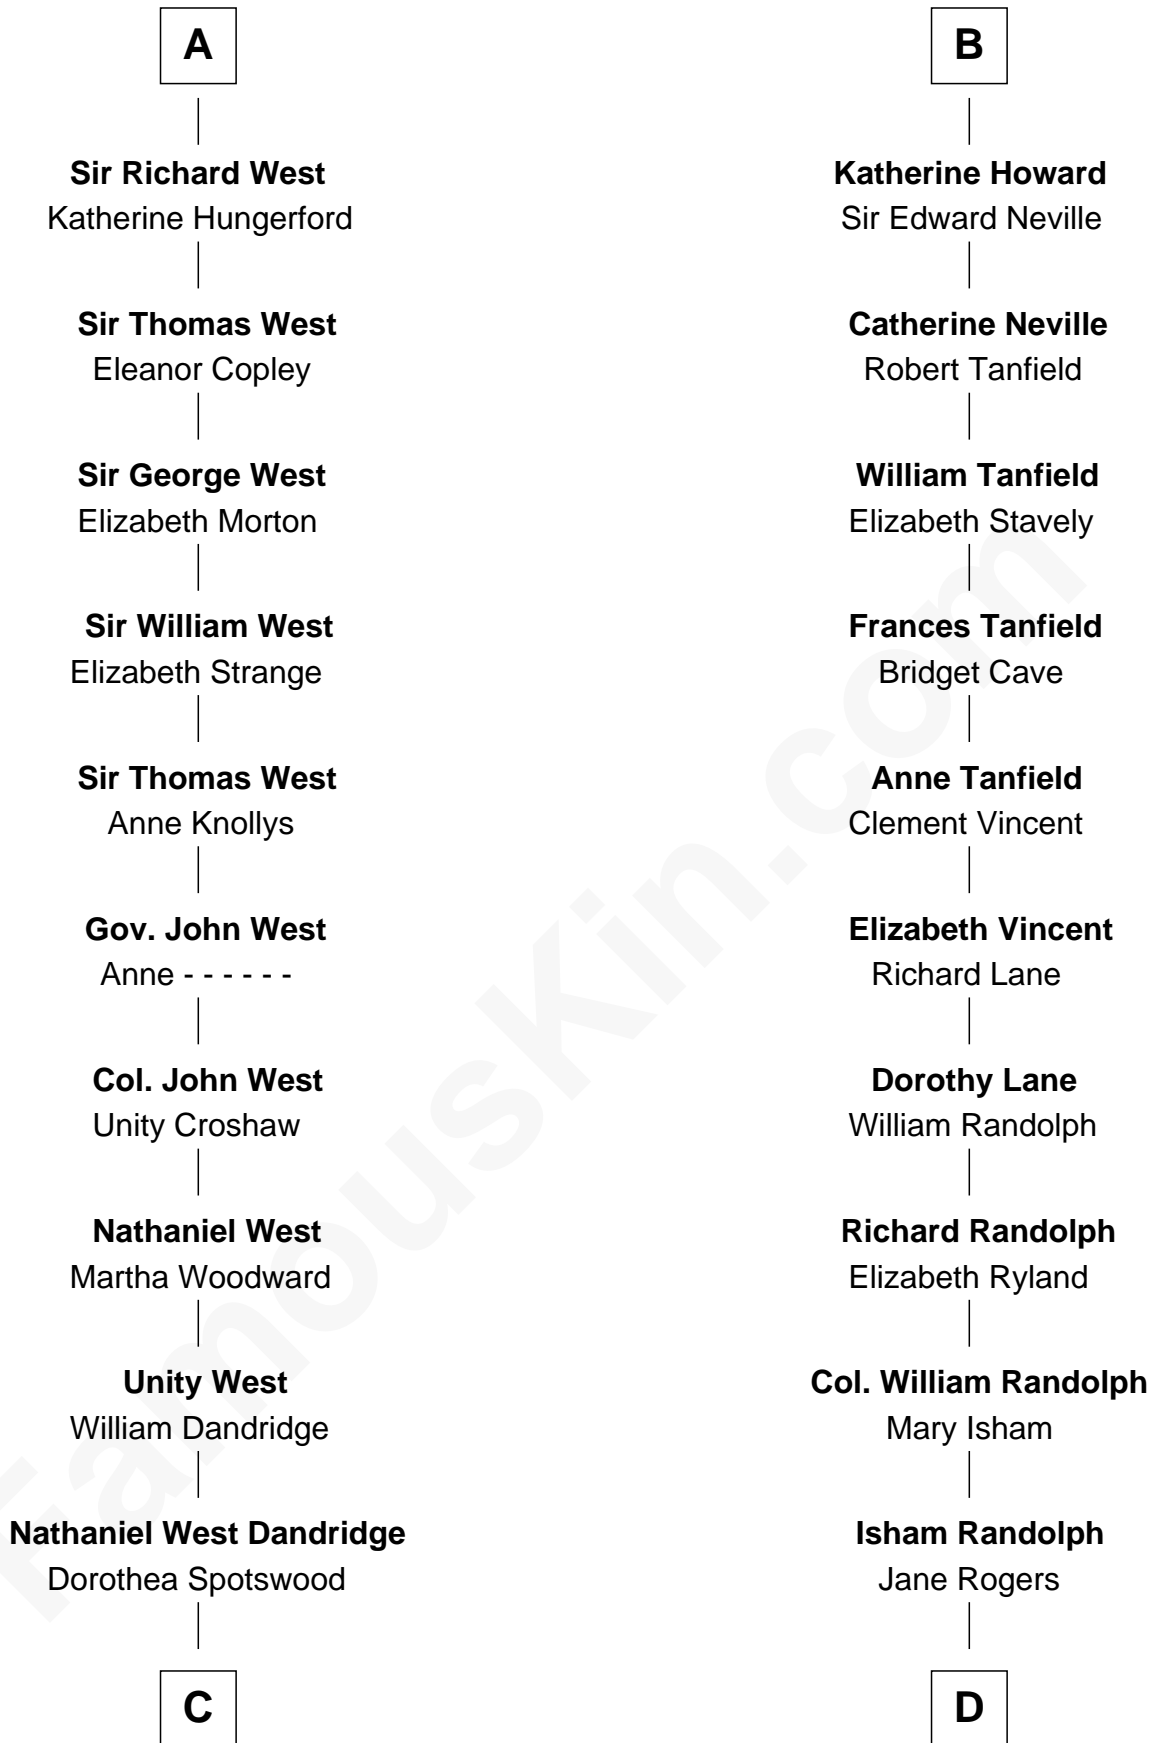 A
Sir Richard West
Katherine Hungerford
Sir Thomas West
Eleanor Copley
Sir George West
Elizabeth Morton
Sir William West
Elizabeth Strange
Sir Thomas West
Anne Knollys
Gov. John West
Anne - - - - - -
Col. John West
Unity Croshaw
Nathaniel West
Martha Woodward
Unity West
William Dandridge
Nathaniel West Dandridge
Dorothea Spotswood
C
B
Katherine Howard
Sir Edward Neville
Catherine Neville
Robert Tanfield
William Tanfield
Elizabeth Stavely
Frances Tanfield
Bridget Cave
Anne Tanfield
Clement Vincent
Elizabeth Vincent
Richard Lane
Dorothy Lane
William Randolph
Richard Randolph
Elizabeth Ryland
Col. William Randolph
Mary Isham
Isham Randolph
Jane Rogers
D
FamousKin.com